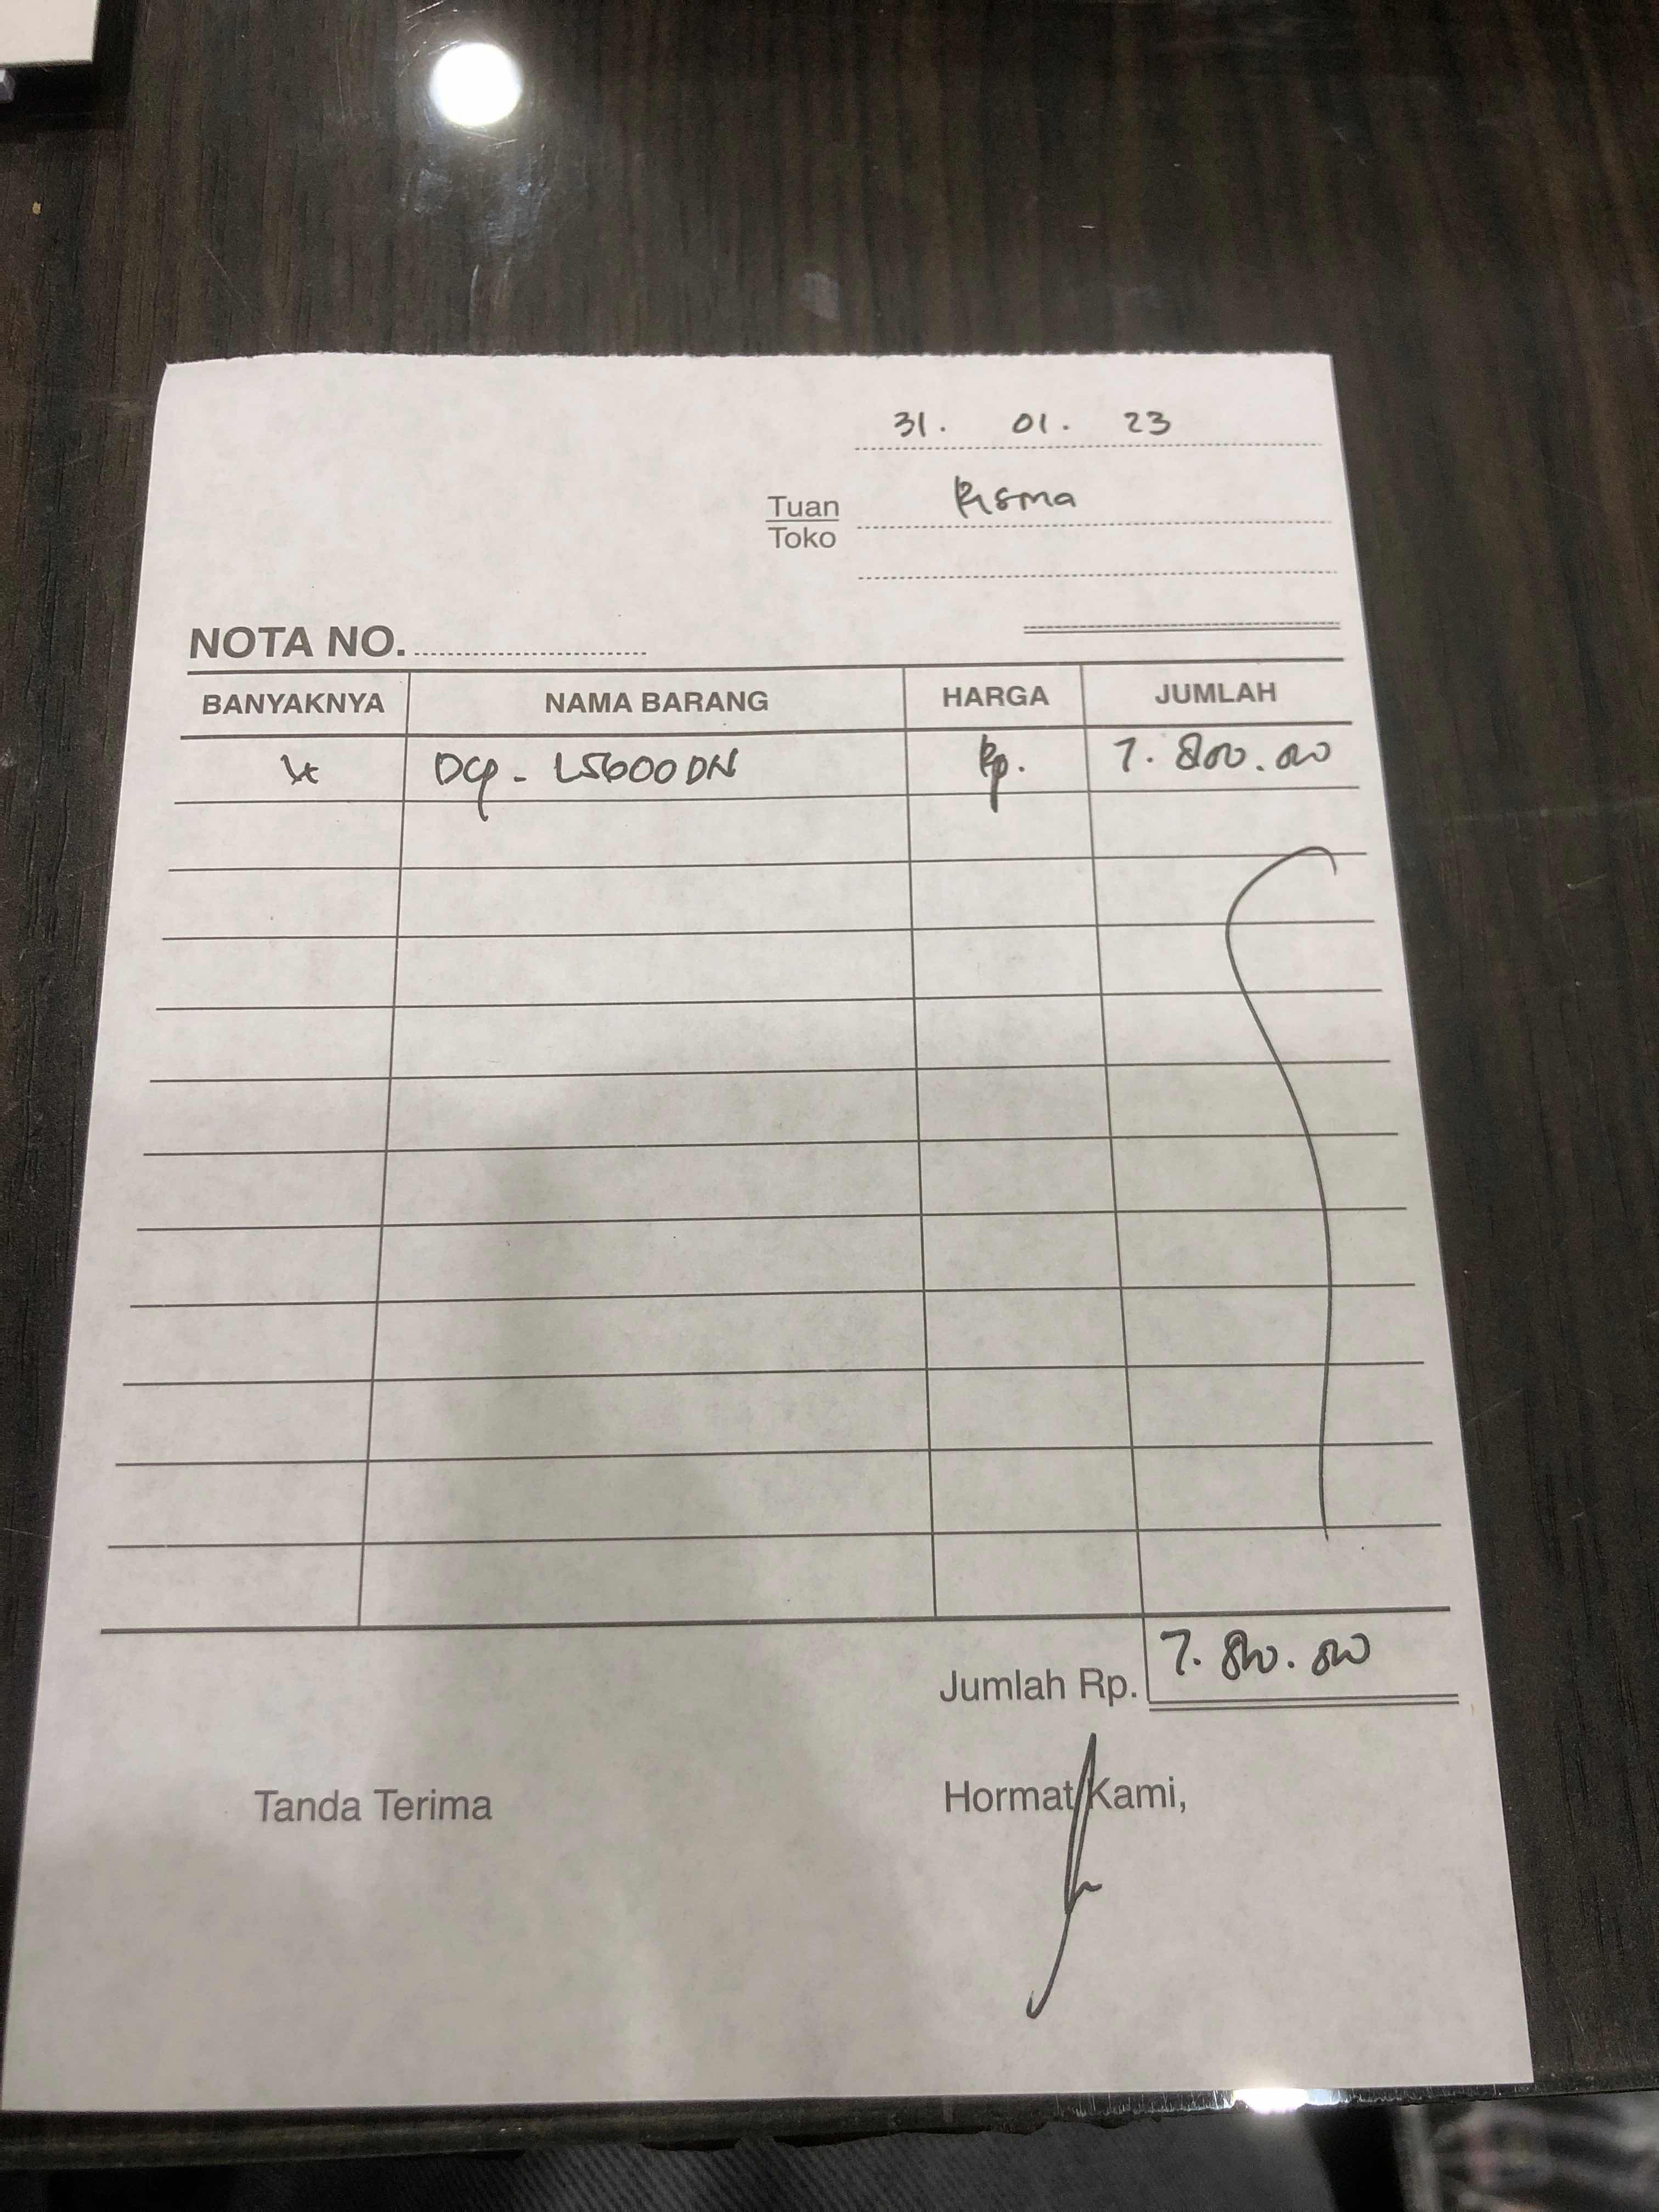 31. 01. 23
Tuan Risma
Toko
NOTA NO.
BANYAKNYA NAMA BARANG HARGA JUMLAH
DCP - L5600DN Rp. 7.800.000
Jumlah Rp. 7.800.000
Tanda Terima Hormat Kami,